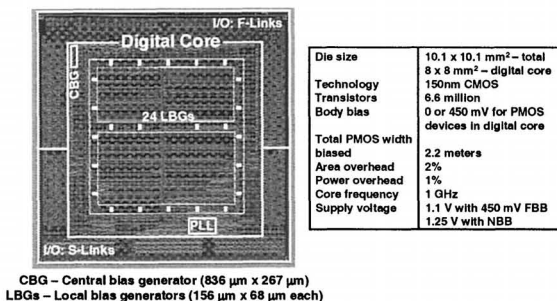 I/O: F-Links
Digital Core
CBG
24 LBGs
PLL
I/O: S-Links
CBG – Central bias generator (836 µm x 267 µm)
LBGs – Local bias generators (156 µm x 68 µm each)
Die size 10.1 x 10.1 mm² – total
8 x 8 mm² – digital core
Technology 150nm CMOS
Transistors 6.6 million
Body bias 0 or 450 mV for PMOS
devices in digital core
Total PMOS width
biased 2.2 meters
Area overhead 2%
Power overhead 1%
Core frequency 1 GHz
Supply voltage 1.1 V with 450 mV FBB
1.25 V with NBB